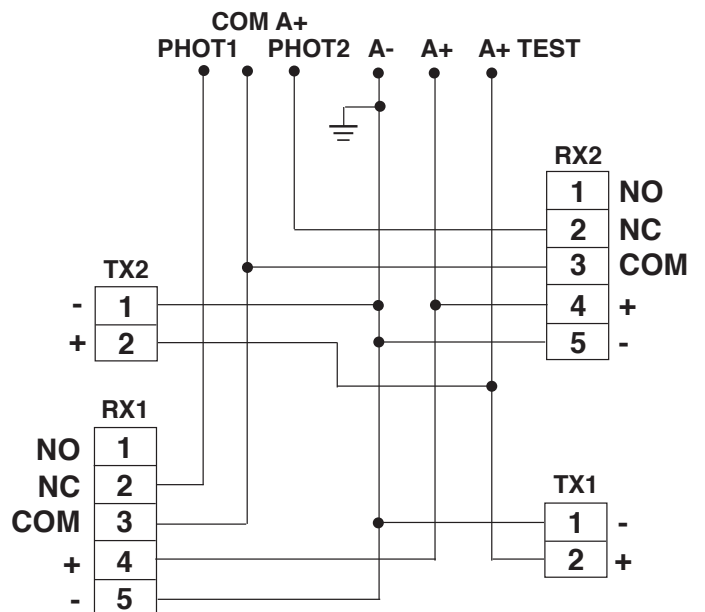 COM A+
PHOT1 PHOT2 A- A+ A+ TEST
RX2
1 NO
2 NC
3 COM
4 +
5 -
TX2
- 1
+ 2
RX1
NO 1
NC 2
COM 3
+ 4
- 5
TX1
1 -
2 +